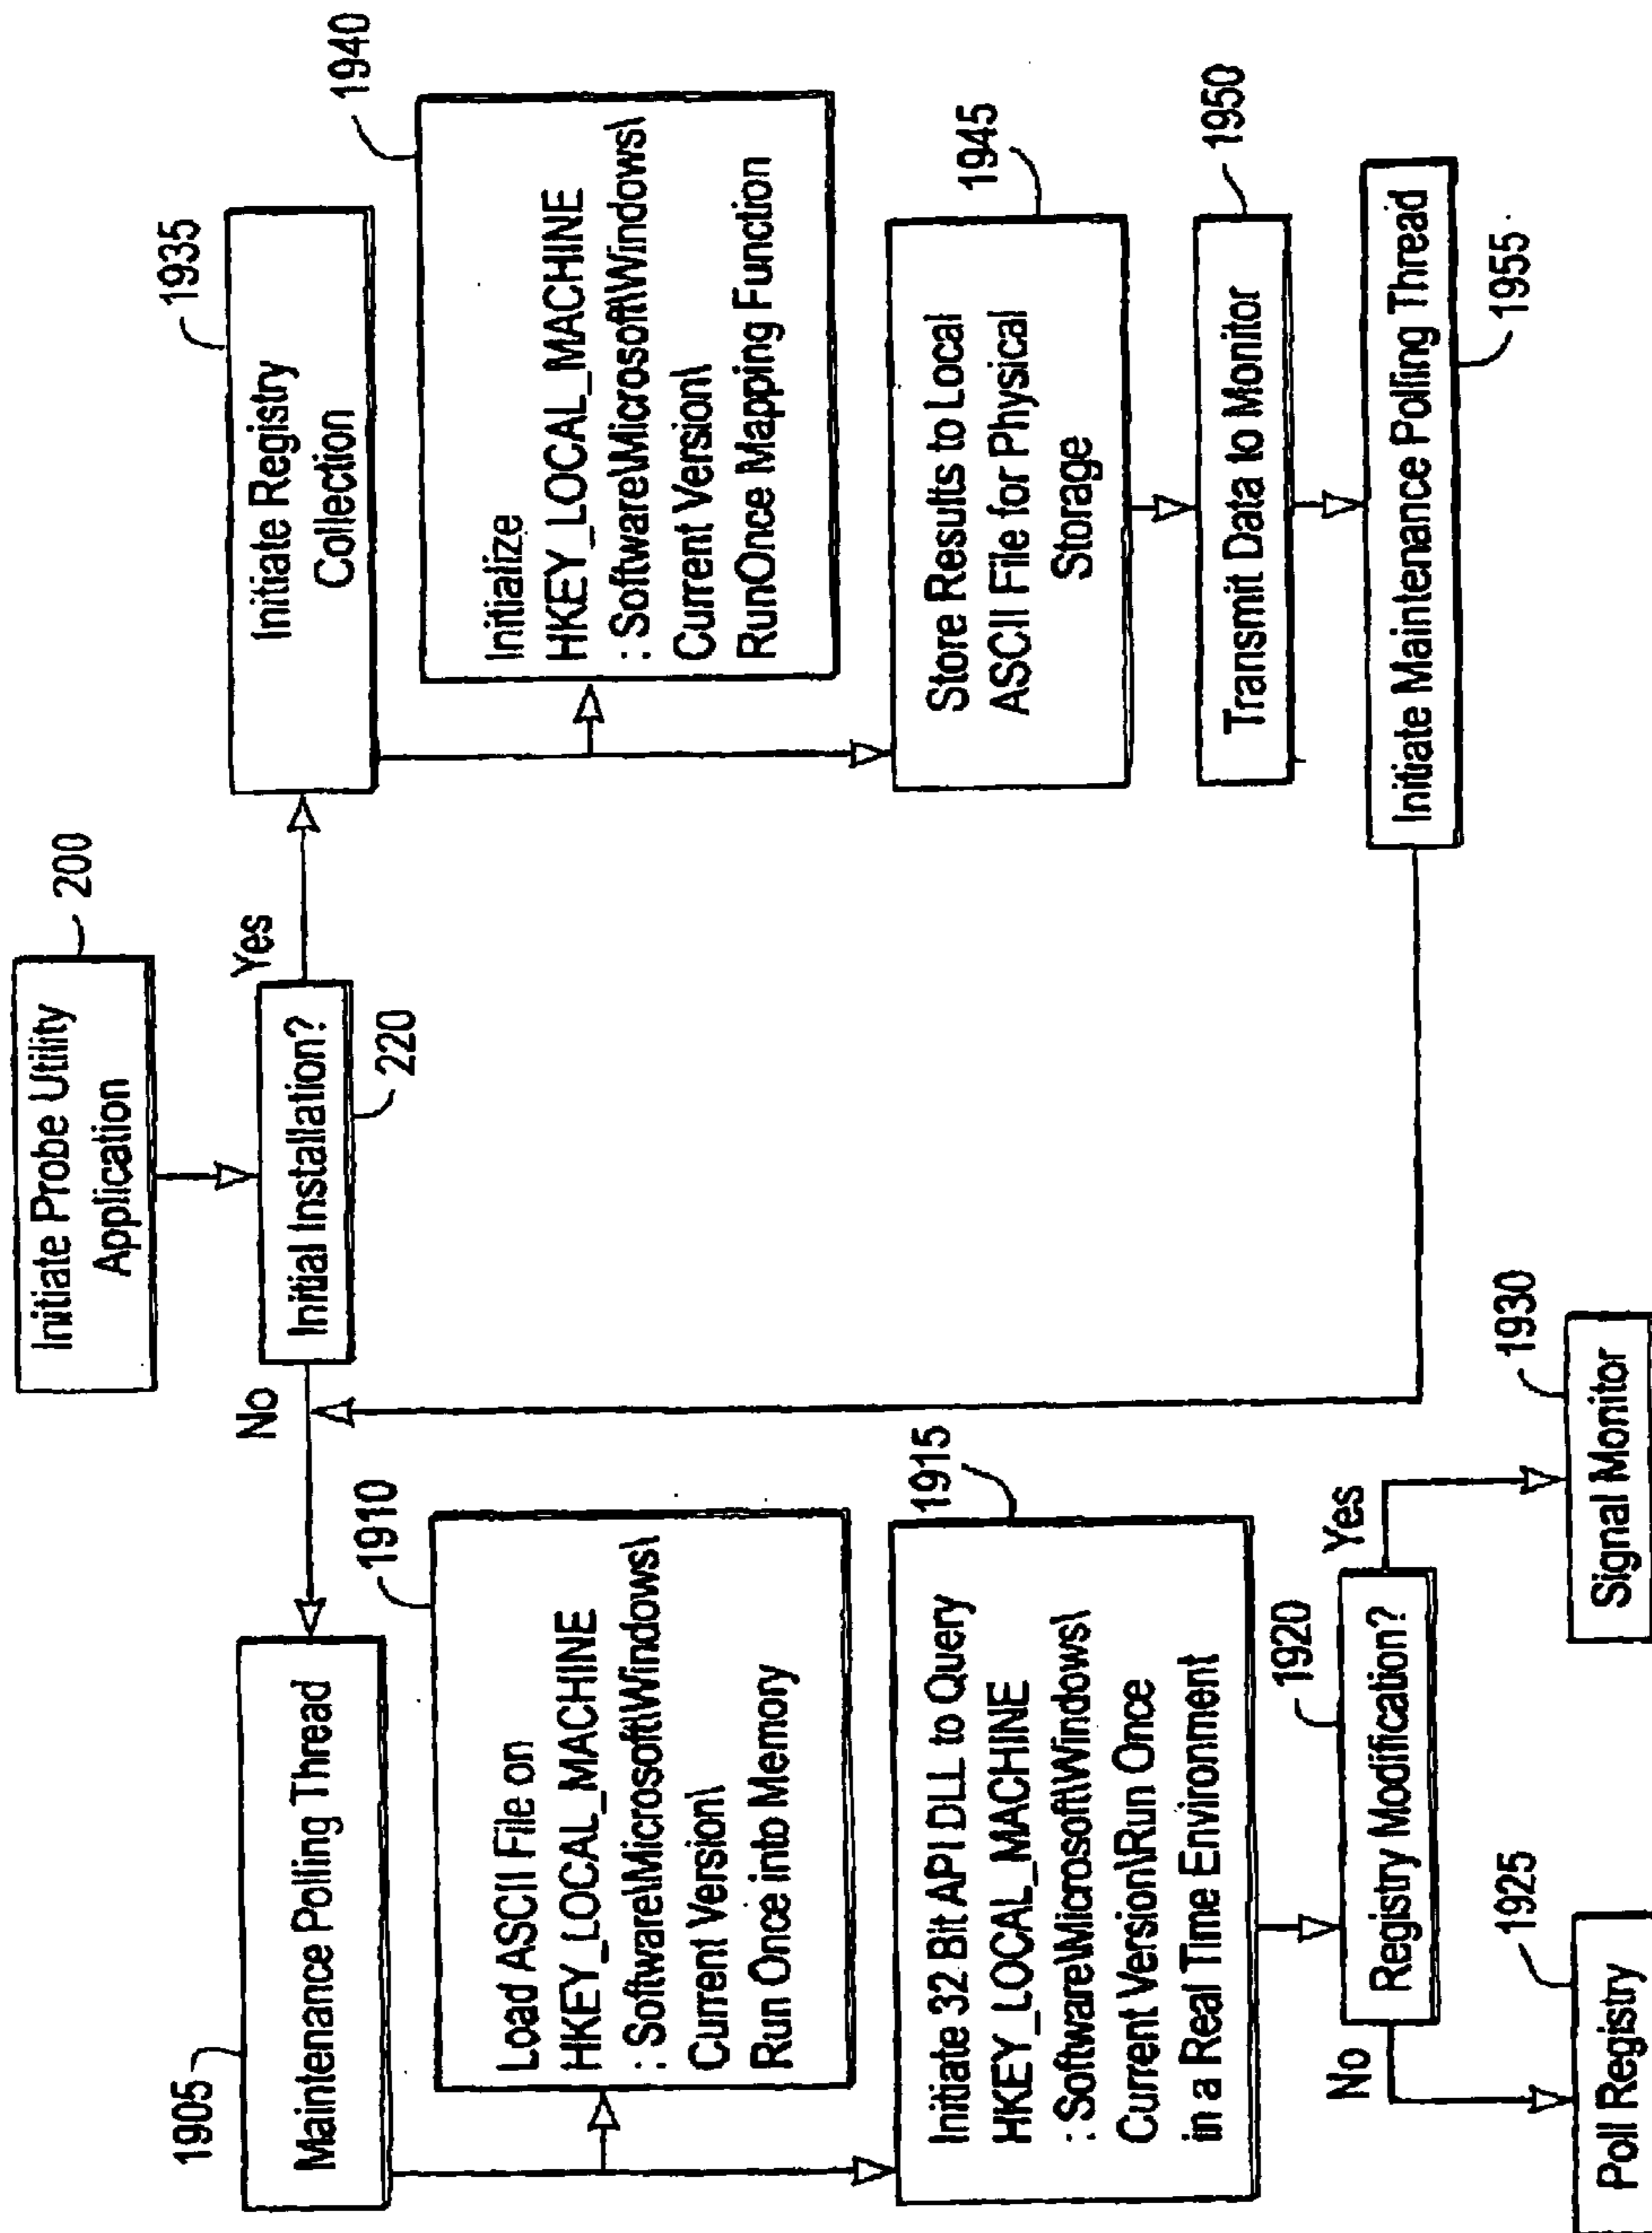 Initiate Probe Utility
Application
200
Initial Installation?
220
No
Yes
1905
Maintenance Polling Thread
1910
Load ASCII File on
HKEY_LOCAL_MACHINE
: Software\Microsoft\Windows\
Current Version\
Run Once into Memory
1915
Initiate 32 Bit API DLL to Query
HKEY_LOCAL_MACHINE
: Software\Microsoft\Windows\
Current Version\Run Once
in a Real Time Environment
1920
Registry Modification?
No
Yes
1925
Poll Registry
1930
Signal Monitor
1935
Initiate Registry
Collection
1940
Initialize
HKEY_LOCAL_MACHINE
: Software\Microsoft\Windows\
Current Version\
RunOnce Mapping Function
1945
Store Results to Local
ASCII File for Physical
Storage
1950
Transmit Data to Monitor
Initiate Maintenance Polling Thread
1955